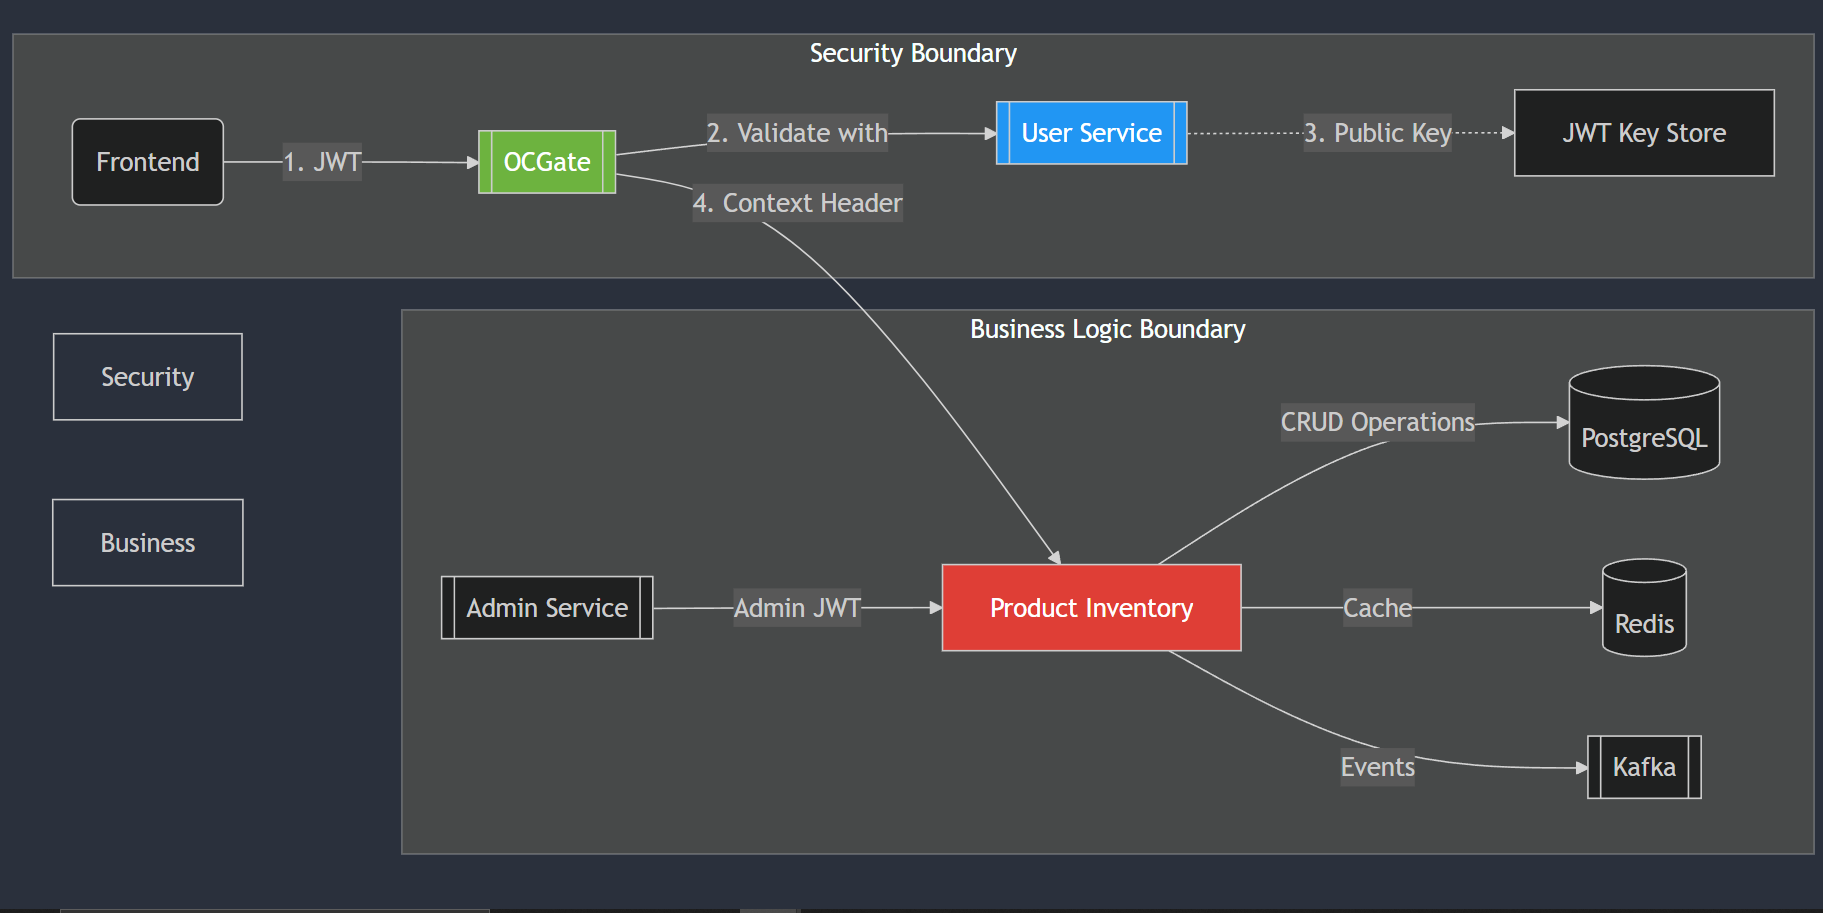 Security Boundary
Frontend
1. JWT
OCGate
2. Validate with
User Service
3. Public Key
JWT Key Store
4. Context Header
Security
Business
Business Logic Boundary
CRUD Operations
PostgreSQL
Admin Service
Admin JWT
Product Inventory
Cache
Redis
Events
Kafka